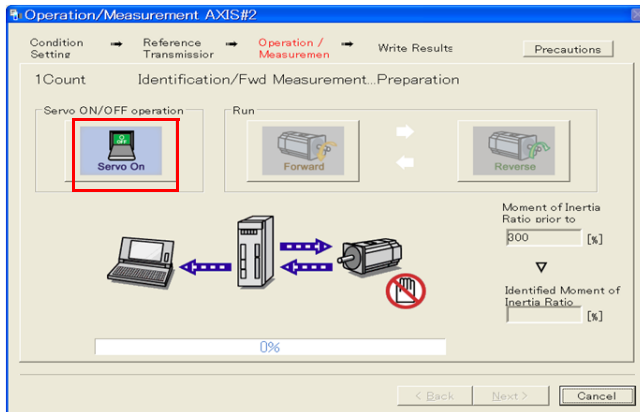 Operation/Measurement AXIS#2
Condition Setting
Reference Transmissior
Operation / Measuremen
Write Results
Precautions
1Count Identification/Fwd Measurement...Preparation
Servo ON/OFF operation
Run
Servo On
Forward
Reverse
Moment of Inertia
Ratio prior to
300 [%]
Identified Moment of
Inertia Ratio
[%]
0%
< Back
Next >
Cancel